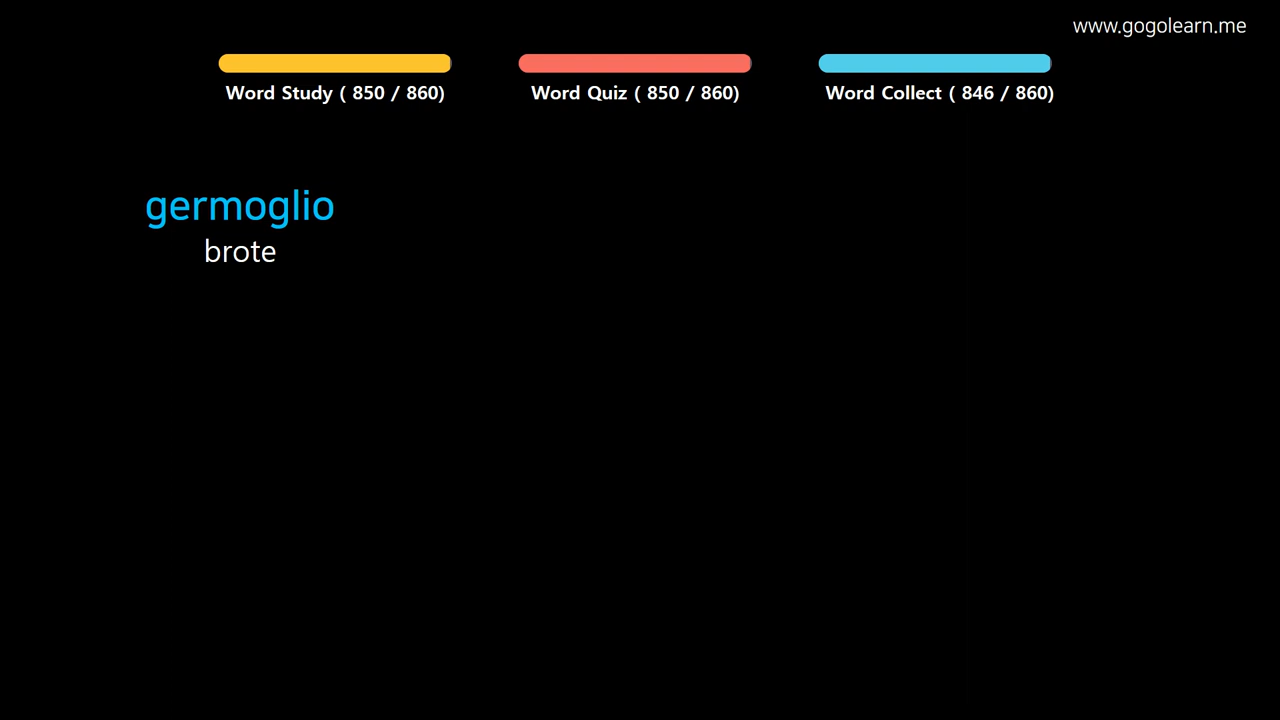 www.gogolearn.me
Word Study ( 850 / 860)
Word Quiz ( 850 / 860)
Word Collect ( 846 / 860)
germoglio
brote